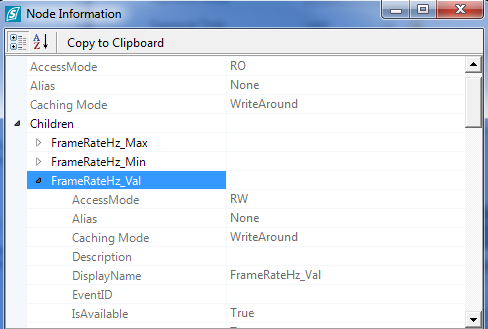 Node Information
Copy to Clipboard
AccessMode RO
Alias None
Caching Mode WriteAround
Children
FrameRateHz_Max
FrameRateHz_Min
FrameRateHz_Val
AccessMode RW
Alias None
Caching Mode WriteAround
Description
DisplayName FrameRateHz_Val
EventID
IsAvailable True